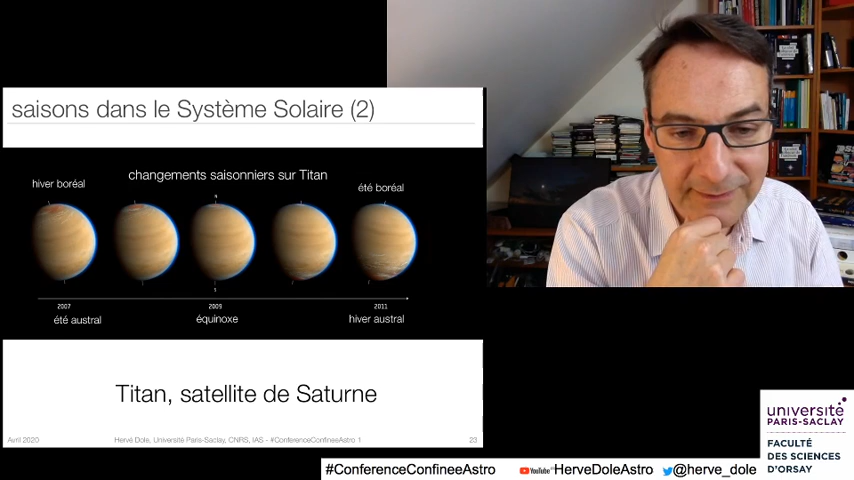 saisons dans le Système Solaire (2)
changements saisonniers sur Titan
hiver boréal
été boréal
2007
2009
2011
été austral
équinoxe
hiver austral
Titan, satellite de Saturne
Avril 2020
Hervé Dole, Université Paris-Saclay, CNRS, IAS - #ConferenceConfineeAstro 1
23
université
PARIS-SACLAY
FACULTÉ
DES SCIENCES
D'ORSAY
#ConferenceConfineeAstro
YouTube HerveDoleAstro
@herve_dole